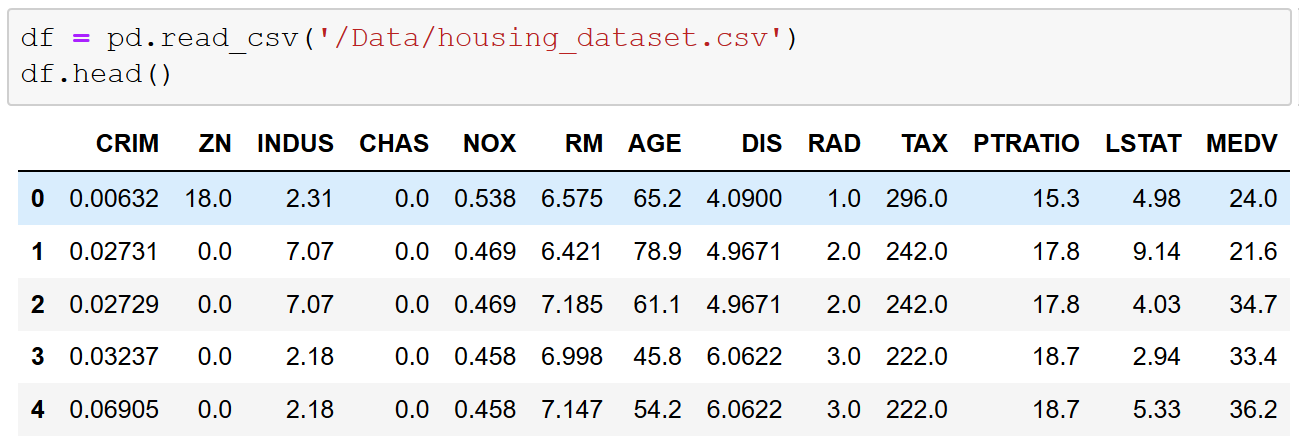 df = pd.read_csv('/Data/housing_dataset.csv')
df.head()
CRIM ZN INDUS CHAS NOX RM AGE DIS RAD TAX PTRATIO LSTAT MEDV
0 0.00632 18.0 2.31 0.0 0.538 6.575 65.2 4.0900 1.0 296.0 15.3 4.98 24.0
1 0.02731 0.0 7.07 0.0 0.469 6.421 78.9 4.9671 2.0 242.0 17.8 9.14 21.6
2 0.02729 0.0 7.07 0.0 0.469 7.185 61.1 4.9671 2.0 242.0 17.8 4.03 34.7
3 0.03237 0.0 2.18 0.0 0.458 6.998 45.8 6.0622 3.0 222.0 18.7 2.94 33.4
4 0.06905 0.0 2.18 0.0 0.458 7.147 54.2 6.0622 3.0 222.0 18.7 5.33 36.2